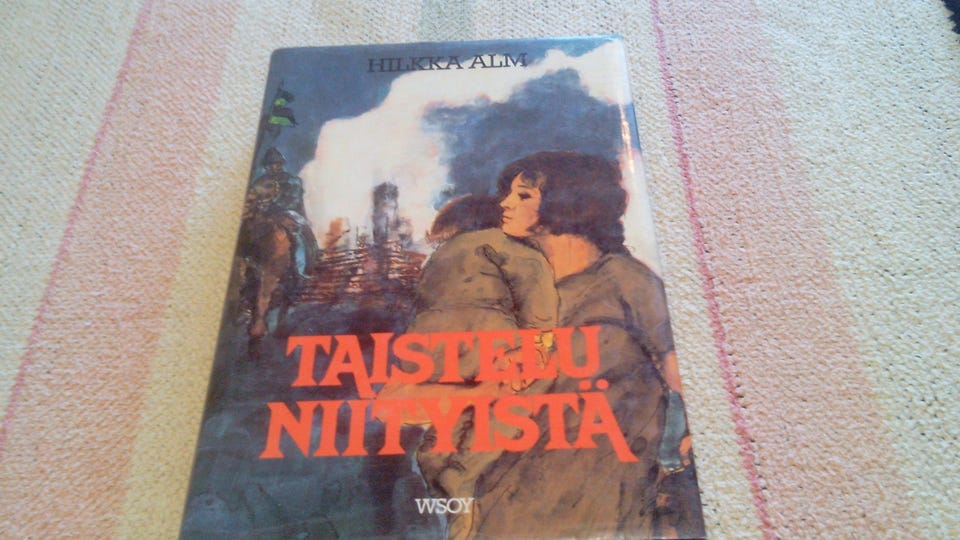 HILKKA ALM
TAISTELU
NIITYISTÄ
WSOY